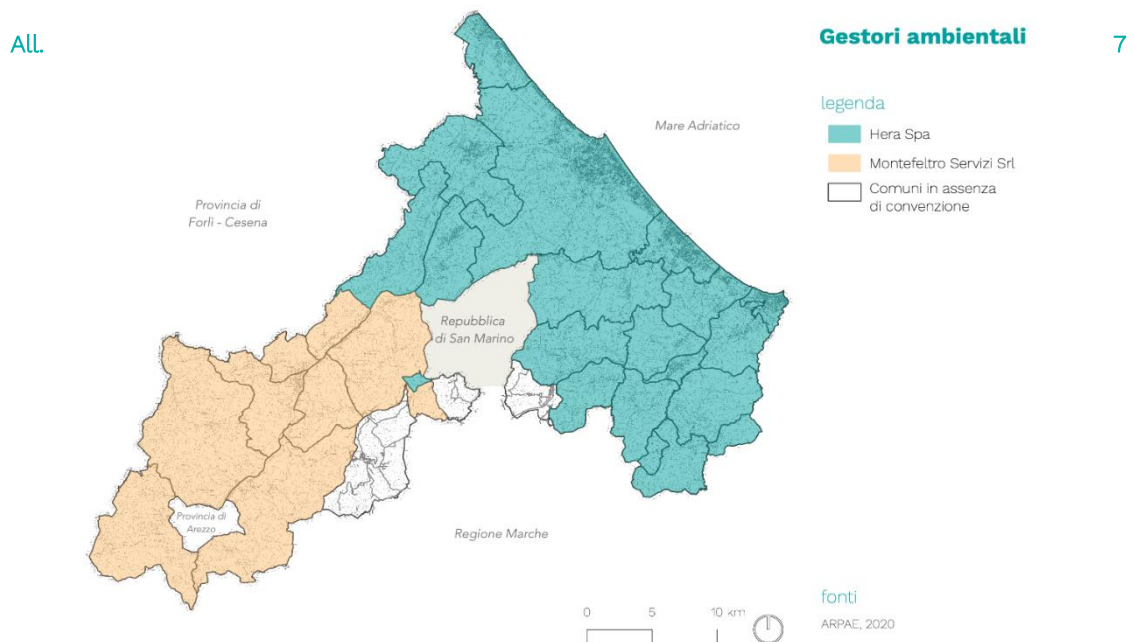 All.
Gestori ambientali
7
legenda
Hera Spa
Montefeltro Servizi Srl
Comuni in assenza
di convenzione
Mare Adriatico
Provincia di
Forlì - Cesena
Repubblica
di San Marino
Provincia di
Arezzo
Regione Marche
0 5 10 km
fonti
ARPAE, 2020